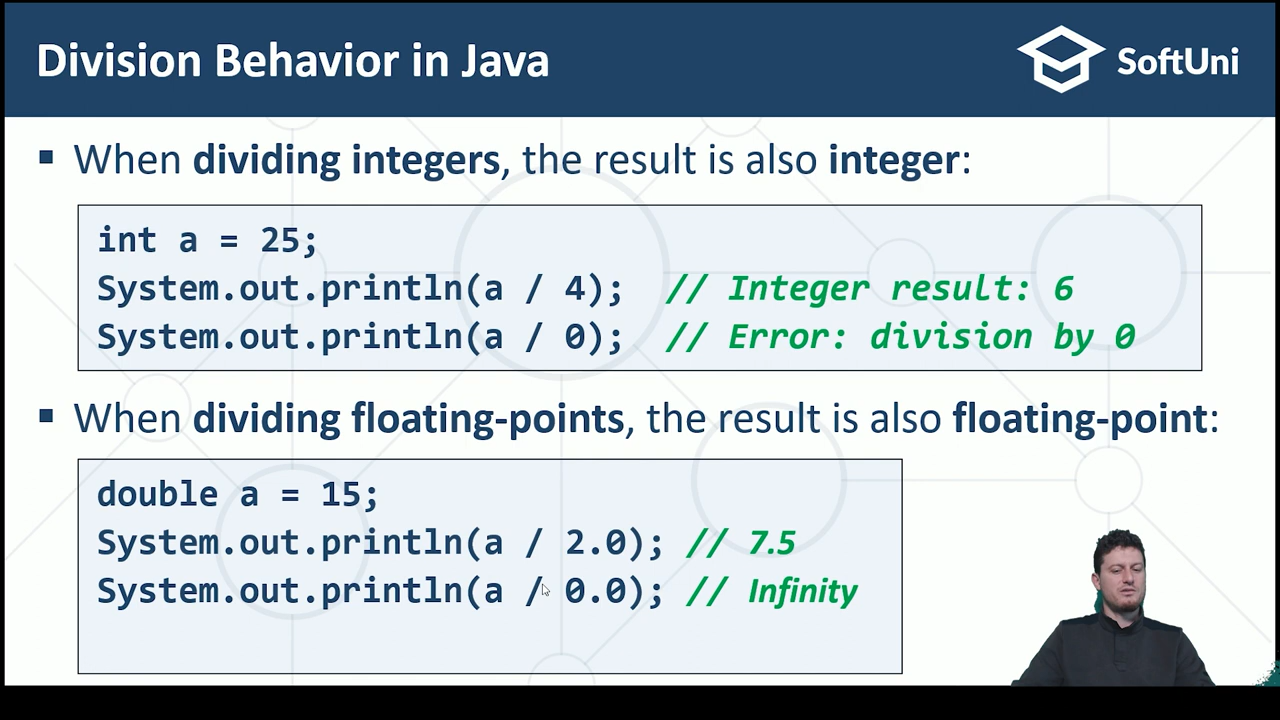 Division Behavior in Java
SoftUni
▪ When dividing integers, the result is also integer:
int a = 25;
System.out.println(a / 4); // Integer result: 6
System.out.println(a / 0); // Error: division by 0
▪ When dividing floating-points, the result is also floating-point:
double a = 15;
System.out.println(a / 2.0); // 7.5
System.out.println(a / 0.0); // Infinity